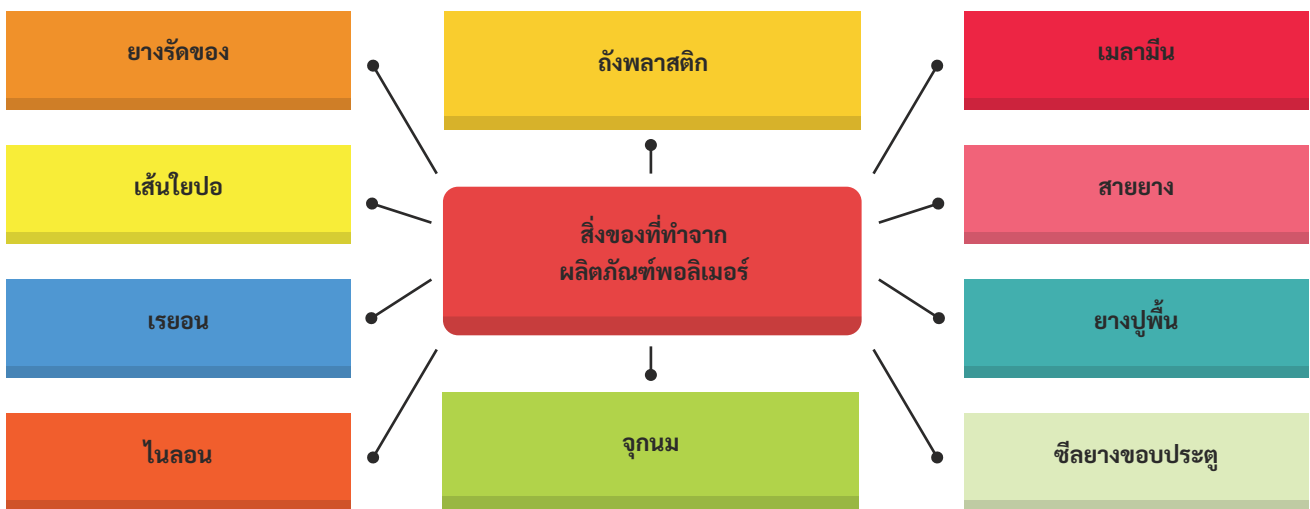 ยางรัดของ
ถังพลาสติก
เมลามีน
เส้นใยปอ
สายยาง
สิ่งของที่ทำจาก
ผลิตภัณฑ์พอลิเมอร์
เรยอน
ยางปูพื้น
ไนลอน
จุกนม
ซีลยางขอบประตู